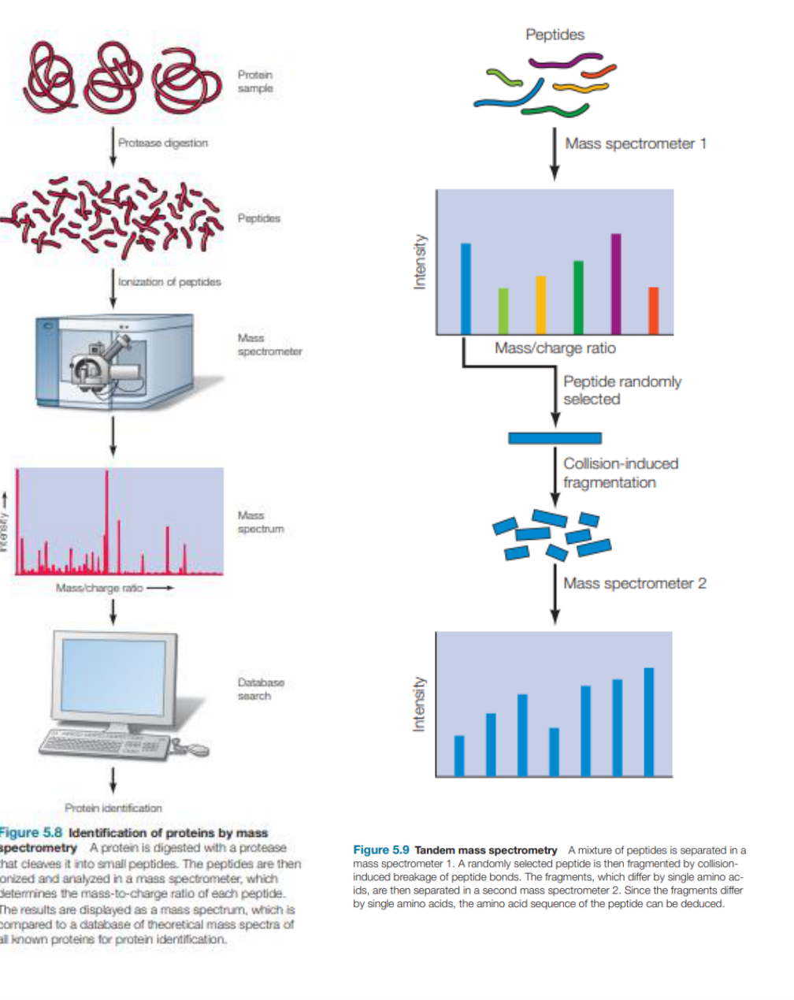 Protein
sample
Protease digestion
Peptides
Ionization of peptides
Mass
spectrometer
Intensity
Mass
spectrum
Mass/charge ratio
Database
search
Protein identification
Figure 5.8 Identification of proteins by mass
spectrometry A protein is digested with a protease
that cleaves it into small peptides. The peptides are then
ionized and analyzed in a mass spectrometer, which
determines the mass-to-charge ratio of each peptide.
The results are displayed as a mass spectrum, which is
compared to a database of theoretical mass spectra of
all known proteins for protein identification.
Peptides
Mass spectrometer 1
Intensity
Mass/charge ratio
Peptide randomly
selected
Collision-induced
fragmentation
Mass spectrometer 2
Intensity
Figure 5.9 Tandem mass spectrometry A mixture of peptides is separated in a
mass spectrometer 1. A randomly selected peptide is then fragmented by collision-
induced breakage of peptide bonds. The fragments, which differ by single amino ac-
ids, are then separated in a second mass spectrometer 2. Since the fragments differ
by single amino acids, the amino acid sequence of the peptide can be deduced.